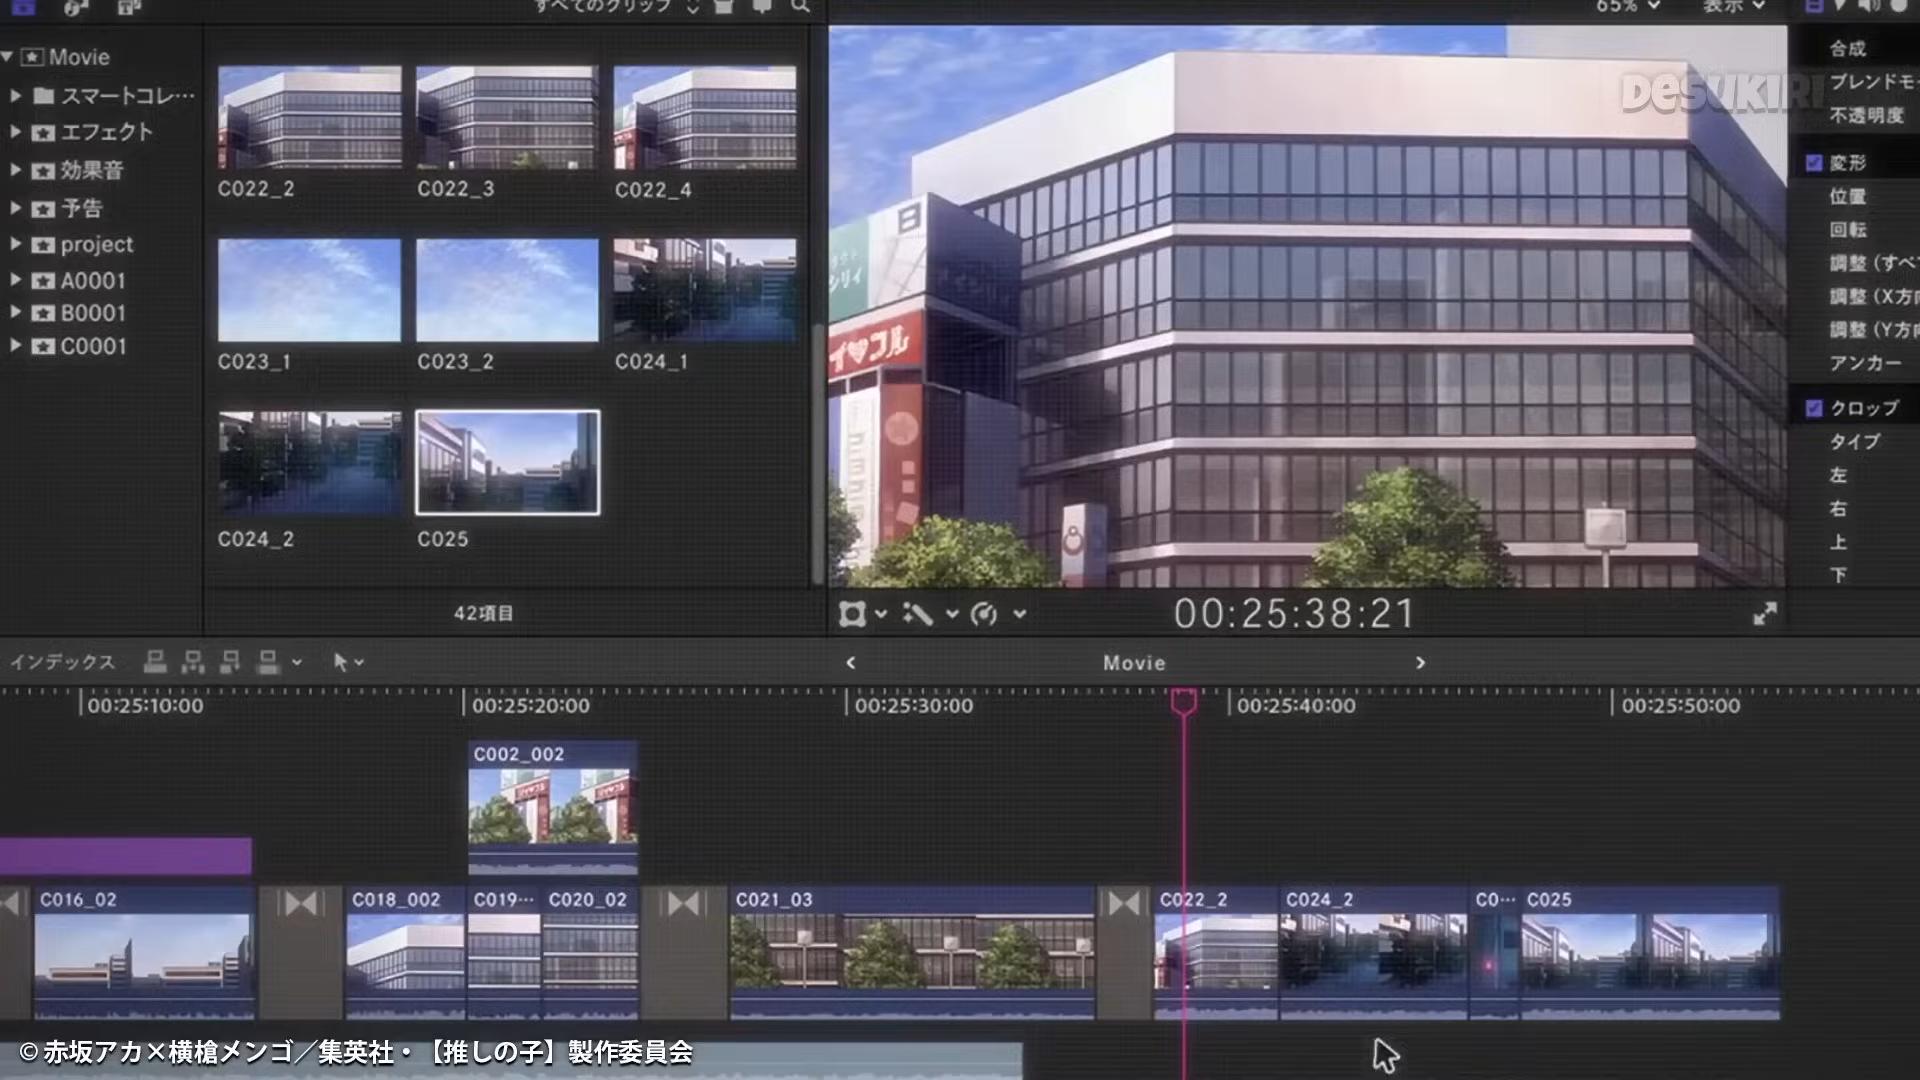 すべてのクリップ
65%
表示
Movie
スマートコレ…
エフェクト
効果音
予告
project
A0001
B0001
C0001
C022_2
C022_3
C022_4
C023_1
C023_2
C024_1
C024_2
C025
42項目
DESUKIRI
イ♥コル
00:25:38:21
合成
ブレンドモ
不透明度
変形
位置
回転
調整(すべ
調整(X方向
調整(Y方向
アンカー
クロップ
タイプ
左
右
上
下
インデックス
Movie
00:25:10:00
00:25:20:00
00:25:30:00
00:25:40:00
00:25:50:00
C002_002
C016_02
C018_002
C019…
C020_02
C021_03
C022_2
C024_2
C0…
C025
©赤坂アカ×横槍メンゴ／集英社・【推しの子】製作委員会